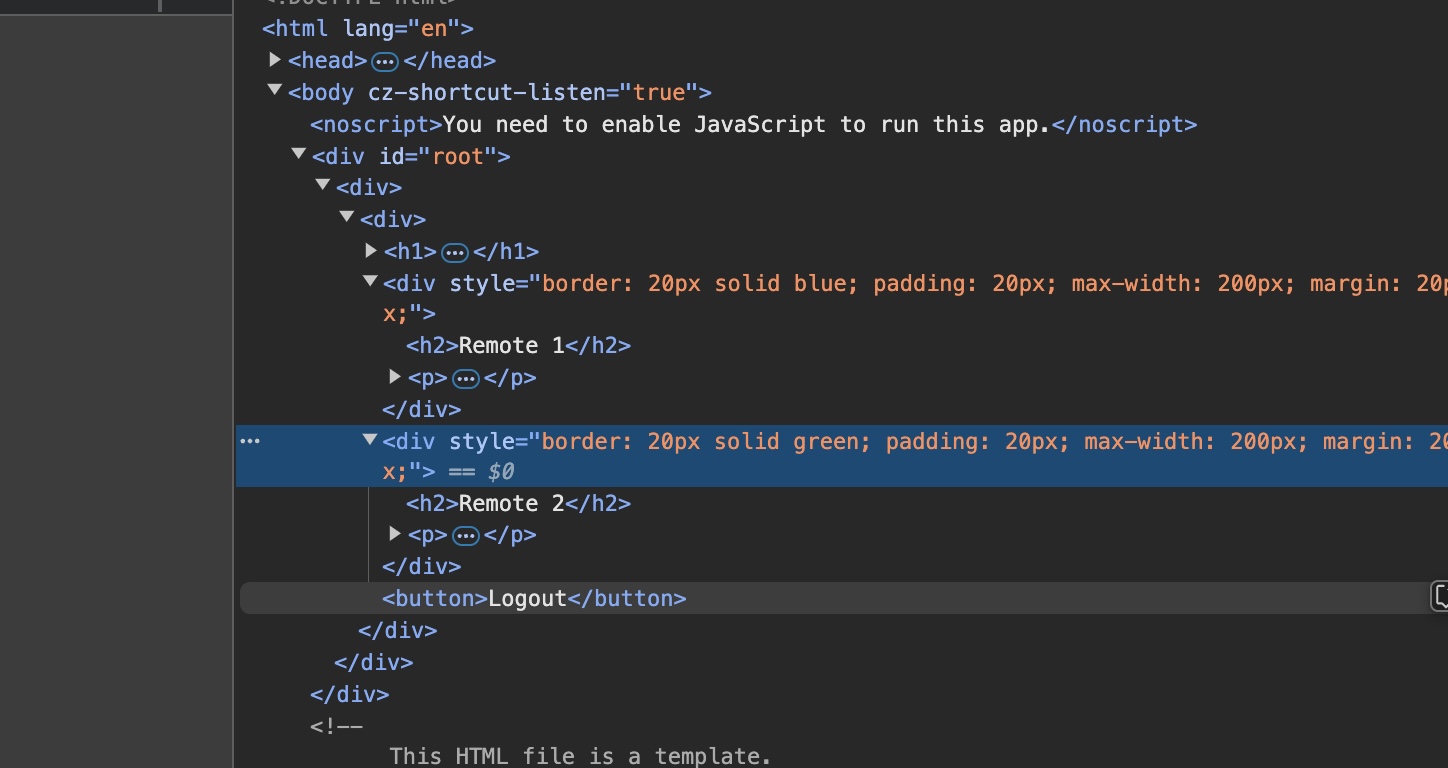 <!DOCTYPE html>
<html lang="en">
<head>…</head>
<body cz-shortcut-listen="true">
<noscript>You need to enable JavaScript to run this app.</noscript>
<div id="root">
<div>
<div>
<h1>…</h1>
<div style="border: 20px solid blue; padding: 20px; max-width: 200px; margin: 20p
x;">
<h2>Remote 1</h2>
<p>…</p>
</div>
<div style="border: 20px solid green; padding: 20px; max-width: 200px; margin: 20
x;"> == $0
<h2>Remote 2</h2>
<p>…</p>
</div>
<button>Logout</button>
</div>
</div>
</div>
<!--
This HTML file is a template.